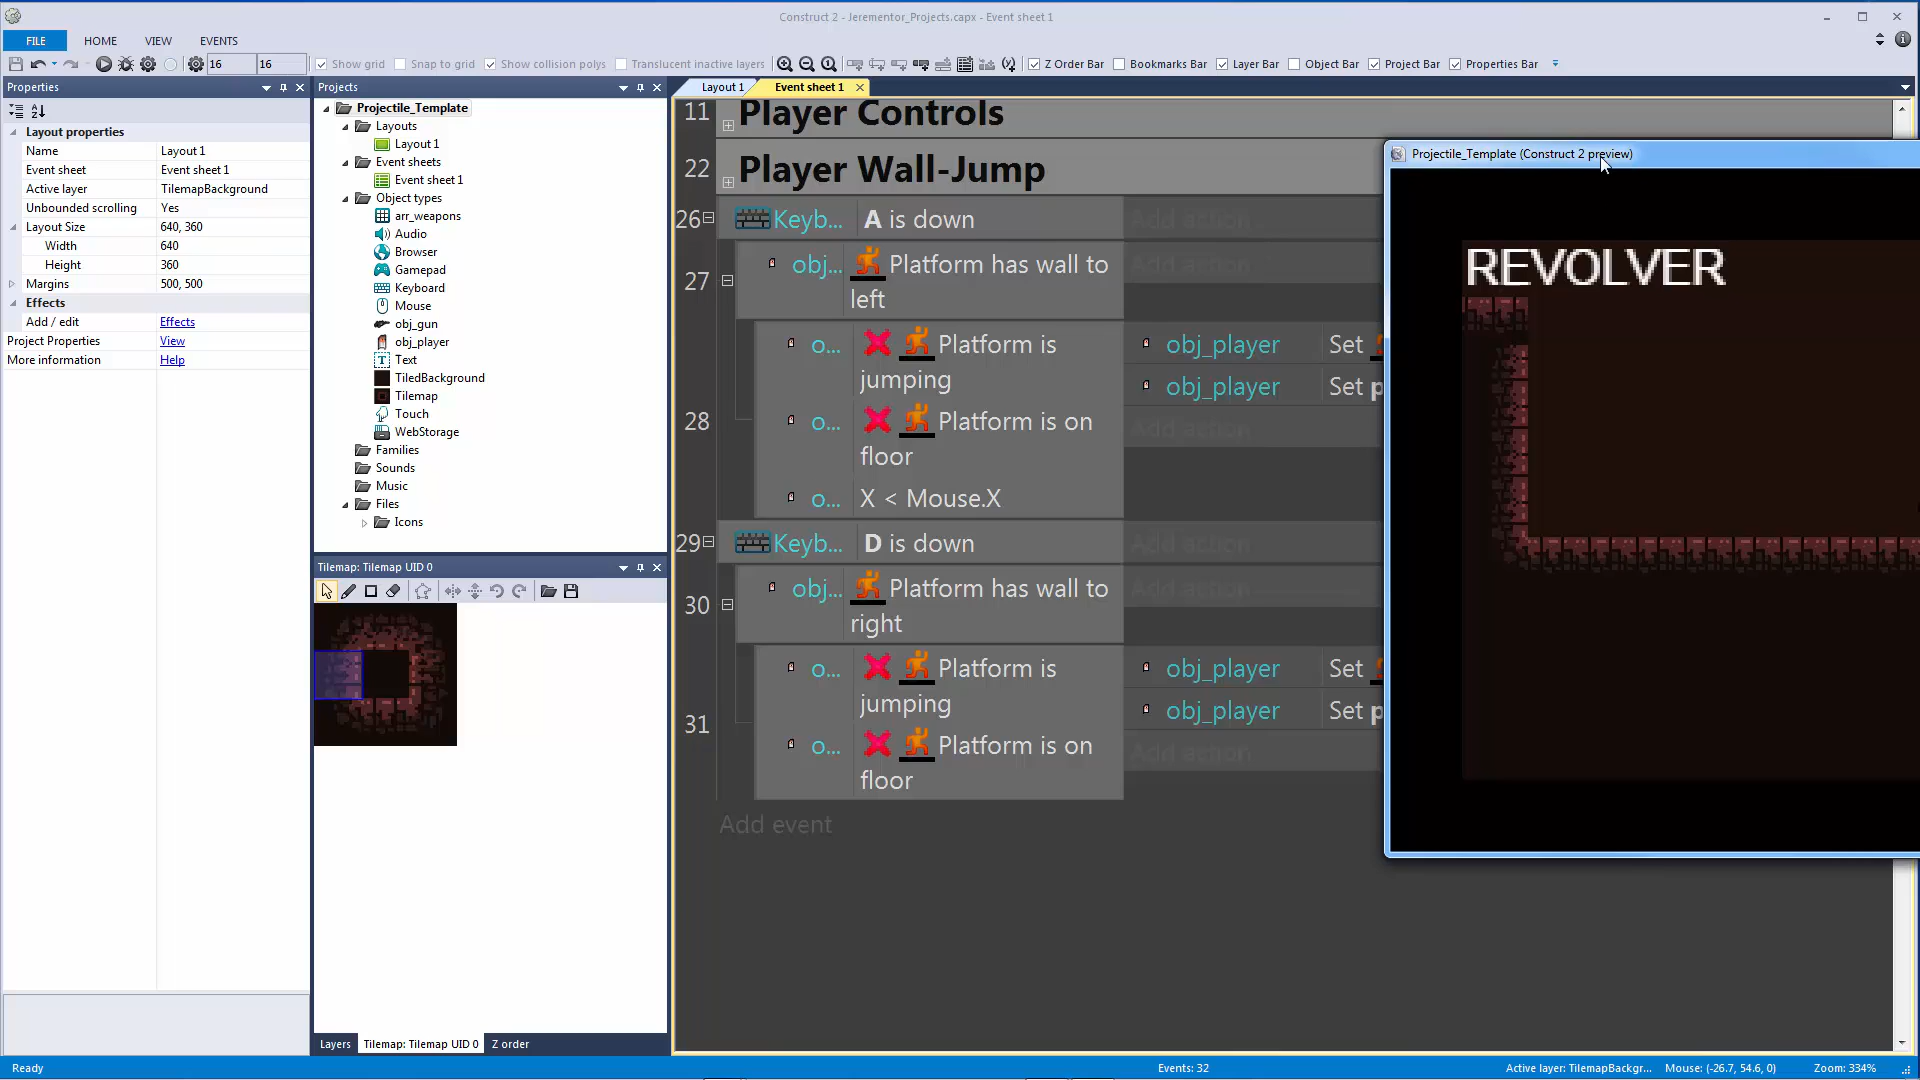 Construct 2 - Jerementor_Projects.capx - Event sheet 1
FILE HOME VIEW EVENTS
16 16 Show grid Snap to grid Show collision polys Translucent inactive layers Z Order Bar Bookmarks Bar Layer Bar Object Bar Project Bar Properties Bar
Properties
Layout properties
Name Layout 1
Event sheet Event sheet 1
Active layer TilemapBackground
Unbounded scrolling Yes
Layout Size 640, 360
Width 640
Height 360
Margins 500, 500
Effects
Add / edit Effects
Project Properties View
More information Help
Projects
Projectile_Template
Layouts
Layout 1
Event sheets
Event sheet 1
Object types
arr_weapons
Audio
Browser
Gamepad
Keyboard
Mouse
obj_gun
obj_player
Text
TiledBackground
Tilemap
Touch
WebStorage
Families
Sounds
Music
Files
Icons
Tilemap: Tilemap UID 0
Layers Tilemap: Tilemap UID 0 Z order
Layout 1 Event sheet 1
11 Player Controls
22 Player Wall-Jump
26 Keyb... A is down Add action
27 obj... Platform has wall to left Add action
28 o... Platform is jumping obj_player Set
obj_player Set p
o... Platform is on floor Add action
o... X < Mouse.X
29 Keyb... D is down Add action
30 obj... Platform has wall to right Add action
31 o... Platform is jumping obj_player Set
obj_player Set p
o... Platform is on floor Add action
Add event
Projectile_Template (Construct 2 preview)
REVOLVER
Ready Events: 32 Active layer: TilemapBackgr... Mouse: (-26.7, 54.6, 0) Zoom: 334%